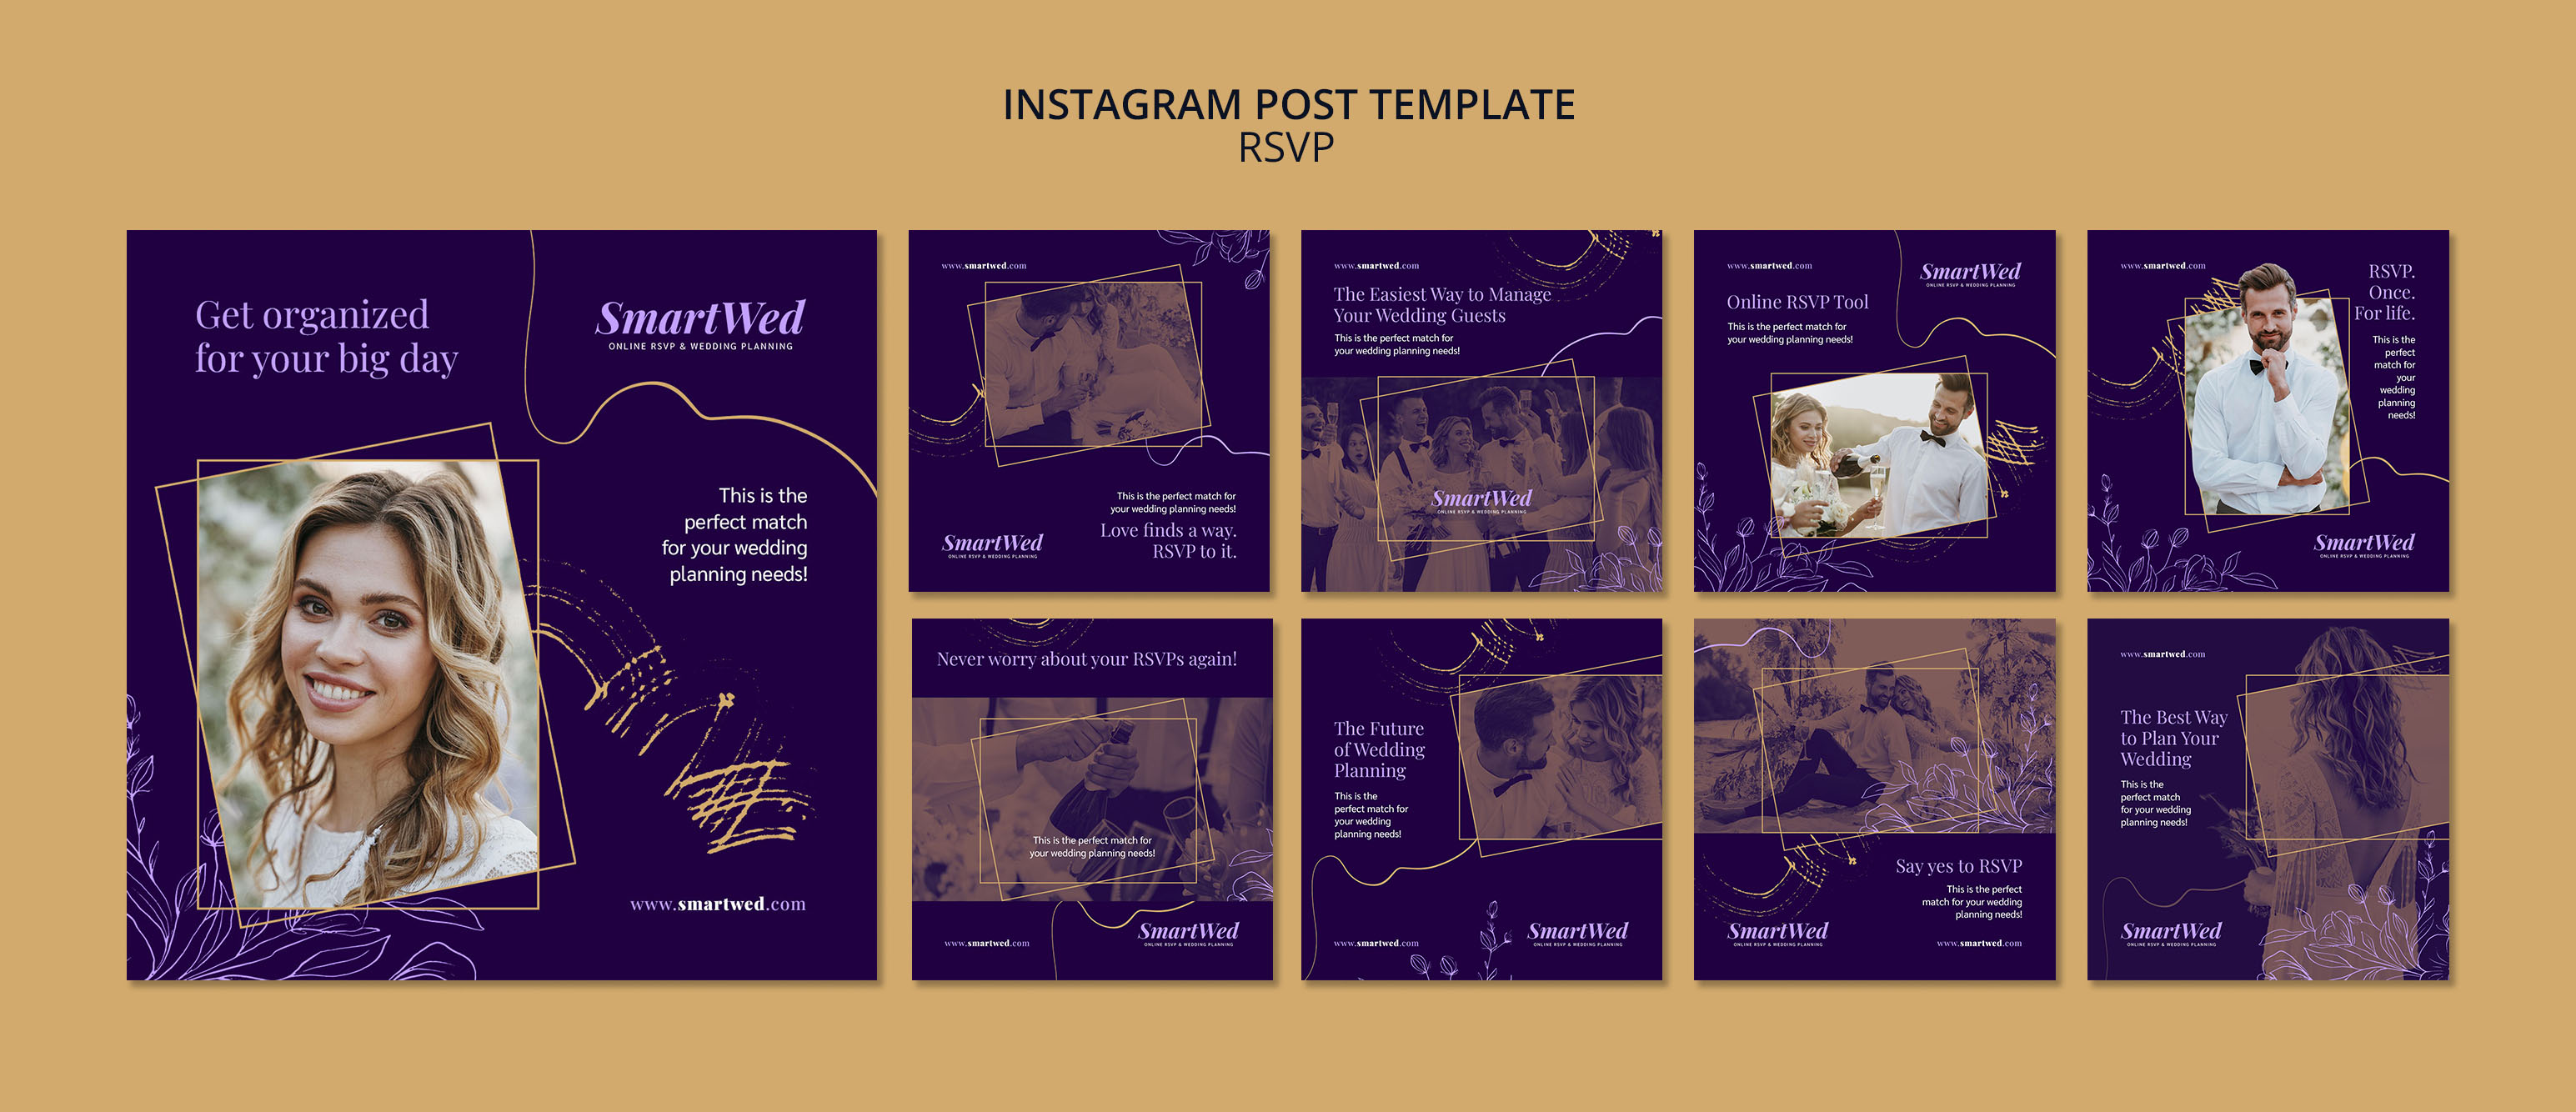 INSTAGRAM POST TEMPLATE
RSVP
Get organized
for your big day
SmartWed
ONLINE RSVP & WEDDING PLANNING
This is the
perfect match
for your wedding
planning needs!
www.smartwed.com
www.smartwed.com
This is the perfect match for
your wedding planning needs!
Love finds a way.
RSVP to it.
SmartWed
ONLINE RSVP & WEDDING PLANNING
www.smartwed.com
The Easiest Way to Manage
Your Wedding Guests
This is the perfect match for
your wedding planning needs!
SmartWed
ONLINE RSVP & WEDDING PLANNING
www.smartwed.com
SmartWed
ONLINE RSVP & WEDDING PLANNING
Online RSVP Tool
This is the perfect match for
your wedding planning needs!
www.smartwed.com
RSVP.
Once.
For life.
This is the
perfect
match for
your
wedding
planning
needs!
SmartWed
ONLINE RSVP & WEDDING PLANNING
Never worry about your RSVPs again!
This is the perfect match for
your wedding planning needs!
www.smartwed.com
SmartWed
ONLINE RSVP & WEDDING PLANNING
The Future
of Wedding
Planning
This is the
perfect match for
your wedding
planning needs!
www.smartwed.com
SmartWed
ONLINE RSVP & WEDDING PLANNING
Say yes to RSVP
This is the perfect
match for your wedding
planning needs!
SmartWed
ONLINE RSVP & WEDDING PLANNING
www.smartwed.com
www.smartwed.com
The Best Way
to Plan Your
Wedding
This is the
perfect match
for your wedding
planning needs!
SmartWed
ONLINE RSVP & WEDDING PLANNING